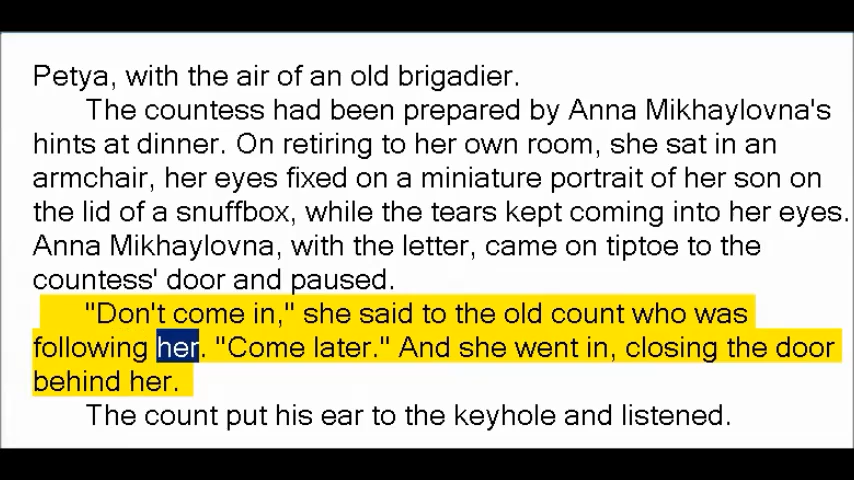 Petya, with the air of an old brigadier.
The countess had been prepared by Anna Mikhaylovna's
hints at dinner. On retiring to her own room, she sat in an
armchair, her eyes fixed on a miniature portrait of her son on
the lid of a snuffbox, while the tears kept coming into her eyes.
Anna Mikhaylovna, with the letter, came on tiptoe to the
countess' door and paused.
"Don't come in," she said to the old count who was
following her. "Come later." And she went in, closing the door
behind her.
The count put his ear to the keyhole and listened.